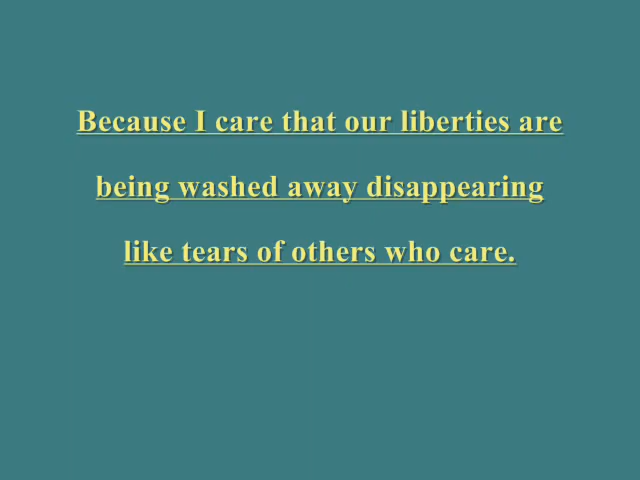 Because I care that our liberties are
being washed away disappearing
like tears of others who care.